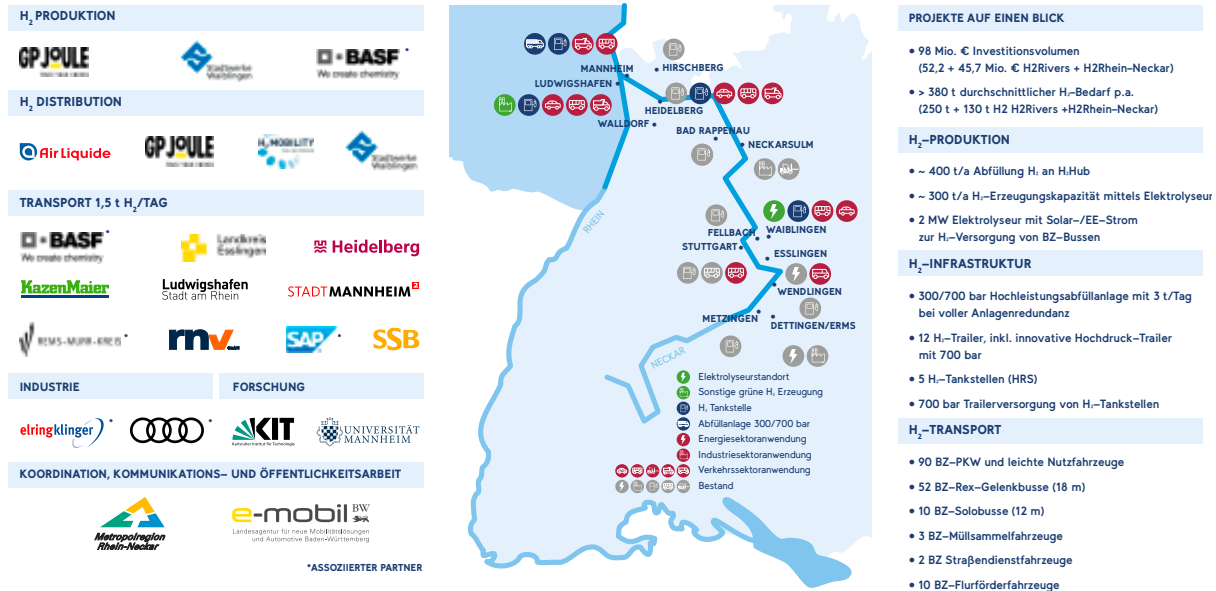 H₂ PRODUKTION
GP JOULE
Stadtwerke
Waiblingen
BASF *
We create chemistry
H₂ DISTRIBUTION
Air Liquide
GP JOULE
H₂ MOBILITY
Stadtwerke
Waiblingen
TRANSPORT 1,5 t H₂/TAG
BASF *
We create chemistry
Landkreis
Esslingen
Heidelberg
KazenMaier
Ludwigshafen
Stadt am Rhein
STADTMANNHEIM²
REMS-MURR-KREIS *
rnv
SAP *
SSB
INDUSTRIE
FORSCHUNG
elringklinger *
*
KIT
Karlsruher Institut für Technologie
UNIVERSITÄT
MANNHEIM
KOORDINATION, KOMMUNIKATIONS– UND ÖFFENTLICHKEITSARBEIT
Metropolregion
Rhein-Neckar
e-mobil BW
Landesagentur für neue Mobilitätslösungen
und Automotive Baden-Württemberg
*ASSOZIIERTER PARTNER
MANNHEIM
HIRSCHBERG
LUDWIGSHAFEN
HEIDELBERG
WALLDORF
BAD RAPPENAU
NECKARSULM
RHEIN
FELLBACH
WAIBLINGEN
STUTTGART
ESSLINGEN
WENDLINGEN
METZINGEN
DETTINGEN/ERMS
NECKAR
Elektrolyseurstandort
Sonstige grüne H₂ Erzeugung
H₂ Tankstelle
Abfüllanlage 300/700 bar
Energiesektoranwendung
Industriesektoranwendung
Verkehrssektoranwendung
Bestand
PROJEKTE AUF EINEN BLICK
• 98 Mio. € Investitionsvolumen
(52,2 + 45,7 Mio. € H2Rivers + H2Rhein–Neckar)
• > 380 t durchschnittlicher H₂-Bedarf p.a.
(250 t + 130 t H2 H2Rivers +H2Rhein–Neckar)
H₂–PRODUKTION
• ~ 400 t/a Abfüllung H₂ an H₂Hub
• ~ 300 t/a H₂–Erzeugungskapazität mittels Elektrolyseur
• 2 MW Elektrolyseur mit Solar–/EE–Strom
zur H₂–Versorgung von BZ–Bussen
H₂–INFRASTRUKTUR
• 300/700 bar Hochleistungsabfüllanlage mit 3 t/Tag
bei voller Anlagenredundanz
• 12 H₂–Trailer, inkl. innovative Hochdruck–Trailer
mit 700 bar
• 5 H₂–Tankstellen (HRS)
• 700 bar Trailerversorgung von H₂–Tankstellen
H₂–TRANSPORT
• 90 BZ–PKW und leichte Nutzfahrzeuge
• 52 BZ–Rex–Gelenkbusse (18 m)
• 10 BZ–Solobusse (12 m)
• 3 BZ–Müllsammelfahrzeuge
• 2 BZ Straßendienstfahrzeuge
• 10 BZ–Flurförderfahrzeuge